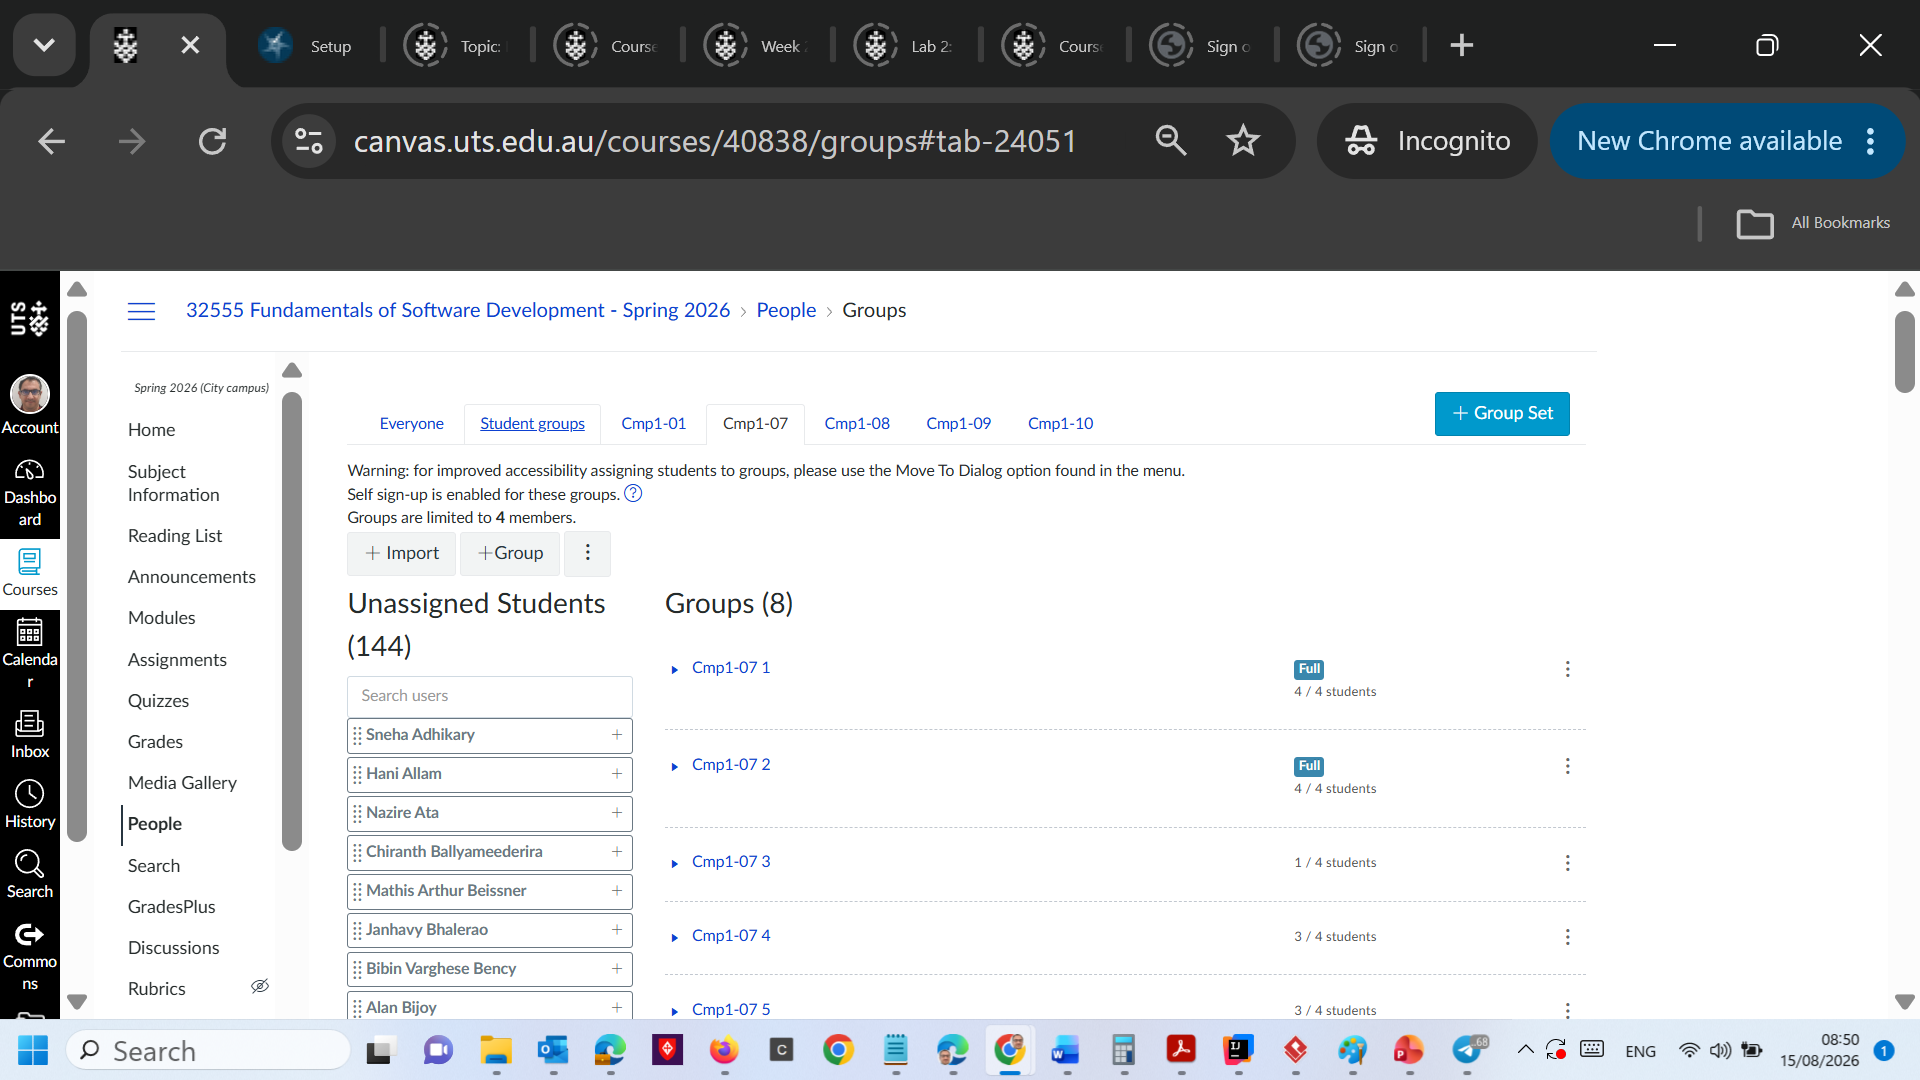 Setup
Topic:
Course
Week 2
Lab 2:
Course
Sign o
Sign o
canvas.uts.edu.au/courses/40838/groups#tab-24051
Incognito
New Chrome available
All Bookmarks
UTS
32555 Fundamentals of Software Development - Spring 2026 › People › Groups
Account
Dashbo
ard
Courses
Calenda
r
Inbox
History
Search
Commo
ns
Spring 2026 (City campus)
Home
Subject
Information
Reading List
Announcements
Modules
Assignments
Quizzes
Grades
Media Gallery
People
Search
GradesPlus
Discussions
Rubrics
Everyone
Student groups
Cmp1-01
Cmp1-07
Cmp1-08
Cmp1-09
Cmp1-10
+ Group Set
Warning: for improved accessibility assigning students to groups, please use the Move To Dialog option found in the menu.
Self sign-up is enabled for these groups. ?
Groups are limited to 4 members.
+ Import
+Group
Unassigned Students
(144)
Search users
Sneha Adhikary +
Hani Allam +
Nazire Ata +
Chiranth Ballyameederira +
Mathis Arthur Beissner +
Janhavy Bhalerao +
Bibin Varghese Bency +
Alan Bijoy +
Groups (8)
Cmp1-07 1
Full
4 / 4 students
Cmp1-07 2
Full
4 / 4 students
Cmp1-07 3
1 / 4 students
Cmp1-07 4
3 / 4 students
Cmp1-07 5
3 / 4 students
Search
ENG
08:50
15/08/2026
1